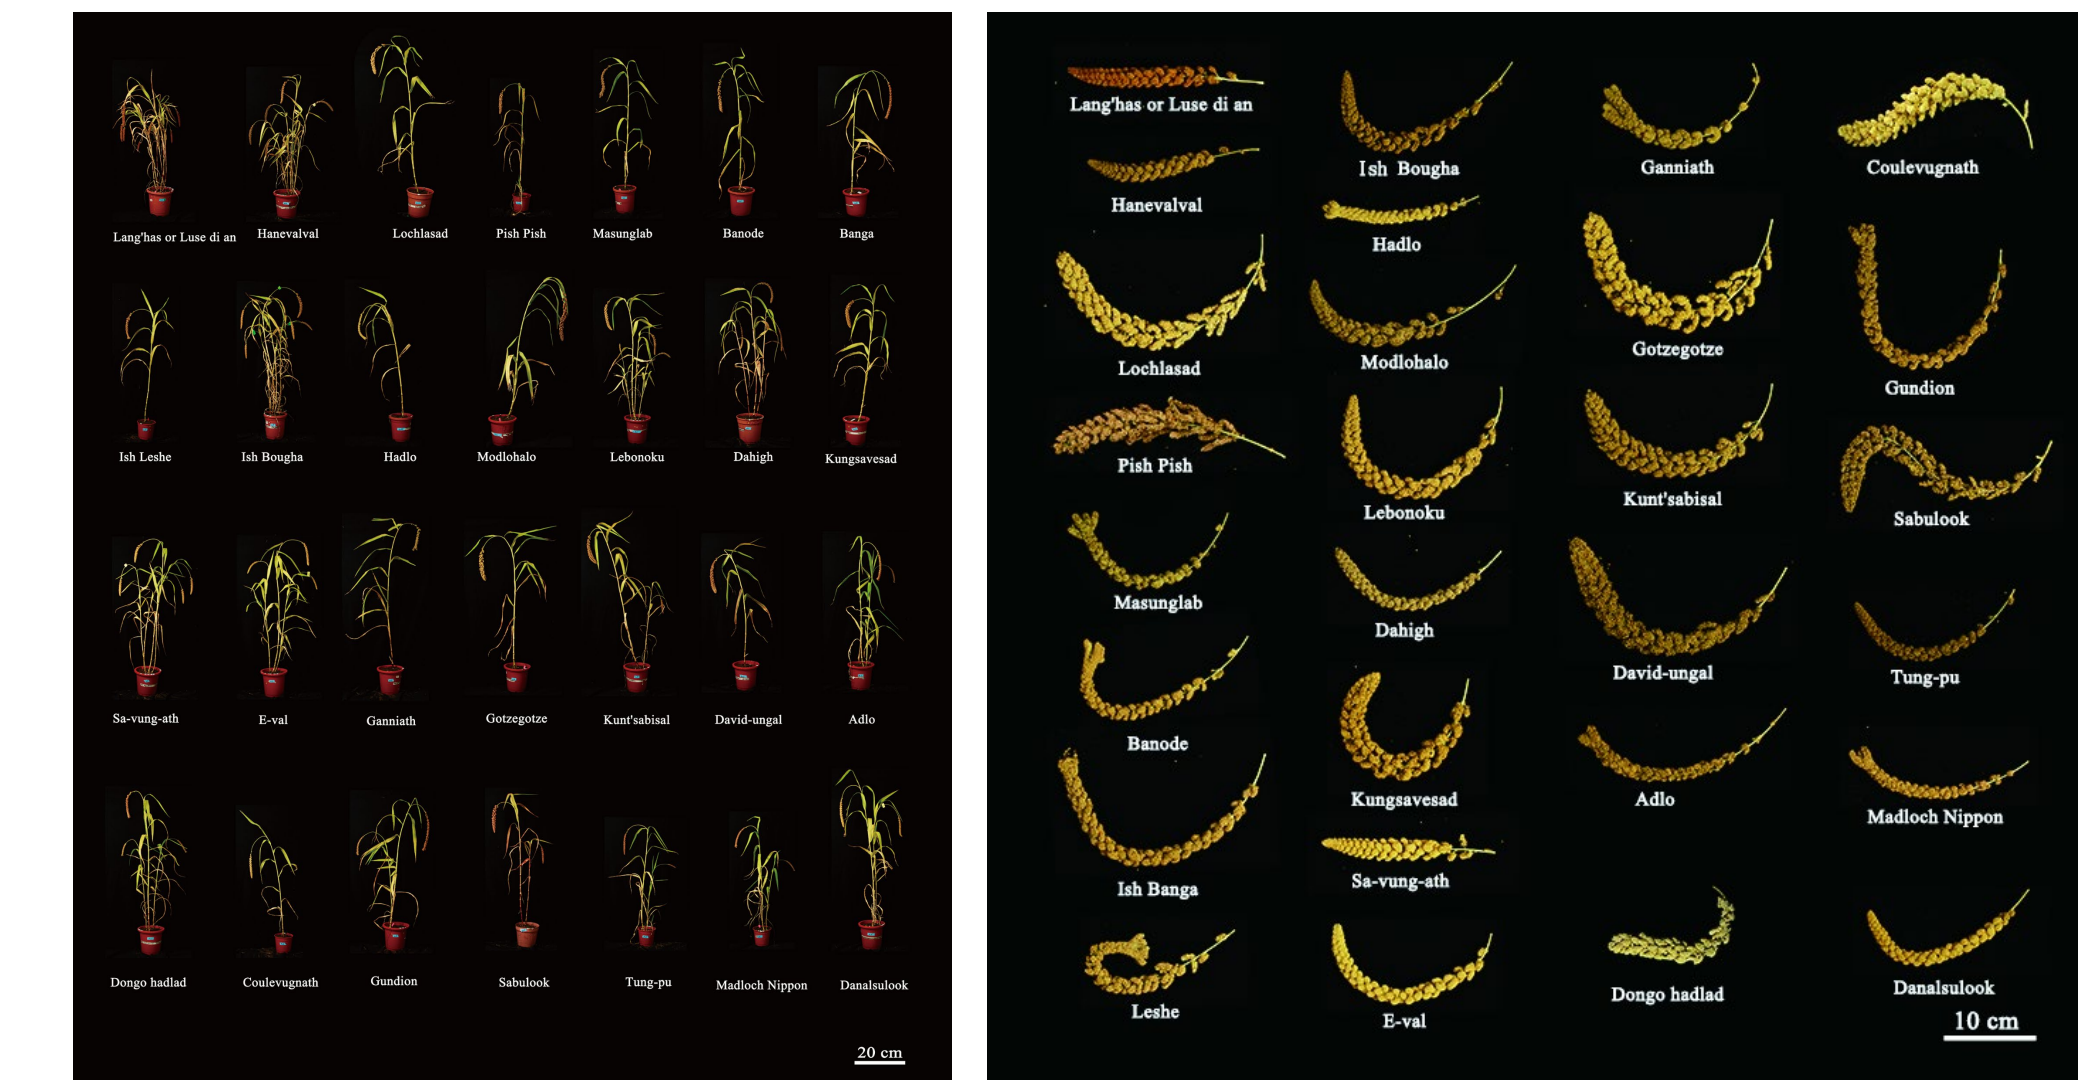 Lang'has or Luse di an
Hanevalval
Lochlasad
Pish Pish
Masunglab
Banode
Banga
Ish Leshe
Ish Bougha
Hadlo
Modlohalo
Lebonoku
Dahigh
Kungsavesad
Sa-vung-ath
E-val
Ganniath
Gotzegotze
Kunt'sabisal
David-ungal
Adlo
Dongo hadlad
Coulevugnath
Gundion
Sabulook
Tung-pu
Madloch Nippon
Danalsulook
20 cm
Lang'has or Luse di an
Hanevalval
Lochlasad
Pish Pish
Masunglab
Banode
Ish Banga
Leshe
Ish Bougha
Hadlo
Modlohalo
Lebonoku
Dahigh
Kungsavesad
Sa-vung-ath
E-val
Ganniath
Gotzegotze
Kunt'sabisal
David-ungal
Adlo
Dongo hadlad
Coulevugnath
Gundion
Sabulook
Tung-pu
Madloch Nippon
Danalsulook
10 cm